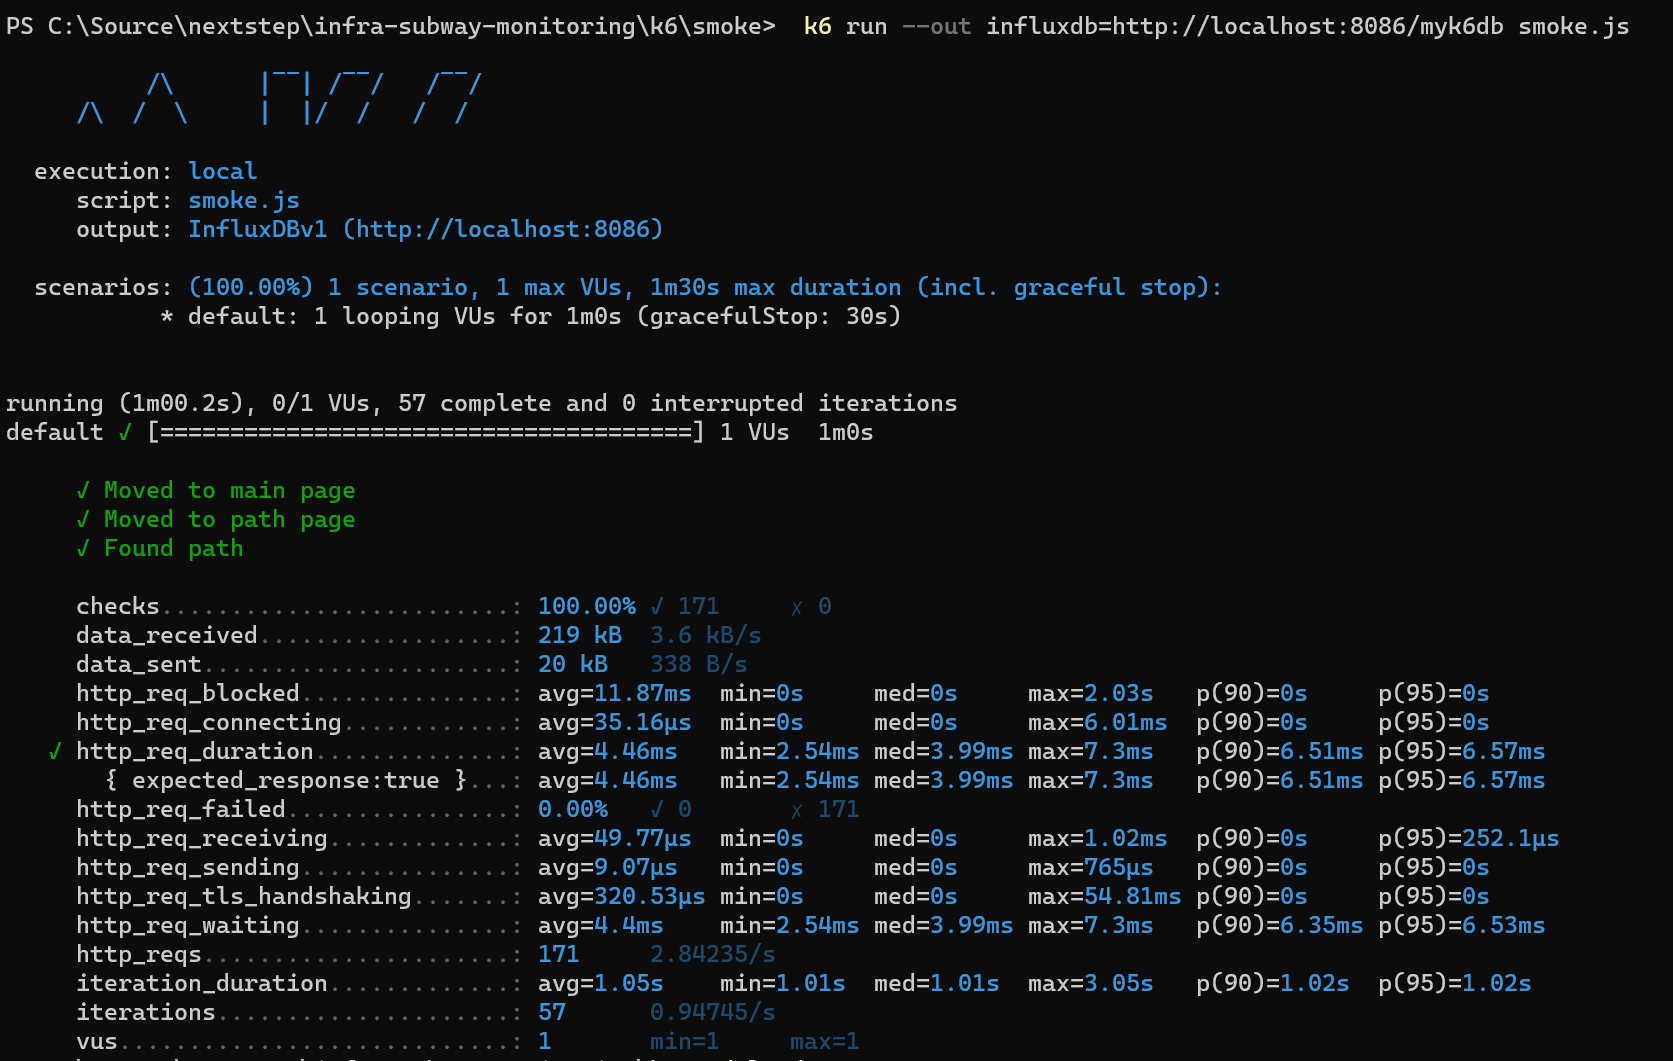 PS C:\Source\nextstep\infra-subway-monitoring\k6\smoke>  k6 run --out influxdb=http://localhost:8086/myk6db smoke.js
execution: local
script: smoke.js
output: InfluxDBv1 (http://localhost:8086)
scenarios: (100.00%) 1 scenario, 1 max VUs, 1m30s max duration (incl. graceful stop):
* default: 1 looping VUs for 1m0s (gracefulStop: 30s)
running (1m00.2s), 0/1 VUs, 57 complete and 0 interrupted iterations
default ✓ [======================================] 1 VUs  1m0s
✓ Moved to main page
✓ Moved to path page
✓ Found path
checks.........................: 100.00% ✓ 171     ✗ 0
data_received..................: 219 kB  3.6 kB/s
data_sent......................: 20 kB   338 B/s
http_req_blocked...............: avg=11.87ms  min=0s     med=0s     max=2.03s   p(90)=0s     p(95)=0s
http_req_connecting............: avg=35.16µs  min=0s     med=0s     max=6.01ms  p(90)=0s     p(95)=0s
✓ http_req_duration..............: avg=4.46ms   min=2.54ms med=3.99ms max=7.3ms   p(90)=6.51ms p(95)=6.57ms
{ expected_response:true }...: avg=4.46ms   min=2.54ms med=3.99ms max=7.3ms   p(90)=6.51ms p(95)=6.57ms
http_req_failed................: 0.00%   ✓ 0       ✗ 171
http_req_receiving.............: avg=49.77µs  min=0s     med=0s     max=1.02ms  p(90)=0s     p(95)=252.1µs
http_req_sending...............: avg=9.07µs   min=0s     med=0s     max=765µs   p(90)=0s     p(95)=0s
http_req_tls_handshaking.......: avg=320.53µs min=0s     med=0s     max=54.81ms p(90)=0s     p(95)=0s
http_req_waiting...............: avg=4.4ms    min=2.54ms med=3.99ms max=7.3ms   p(90)=6.35ms p(95)=6.53ms
http_reqs......................: 171     2.84235/s
iteration_duration.............: avg=1.05s    min=1.01s  med=1.01s  max=3.05s   p(90)=1.02s  p(95)=1.02s
iterations.....................: 57      0.94745/s
vus............................: 1       min=1     max=1